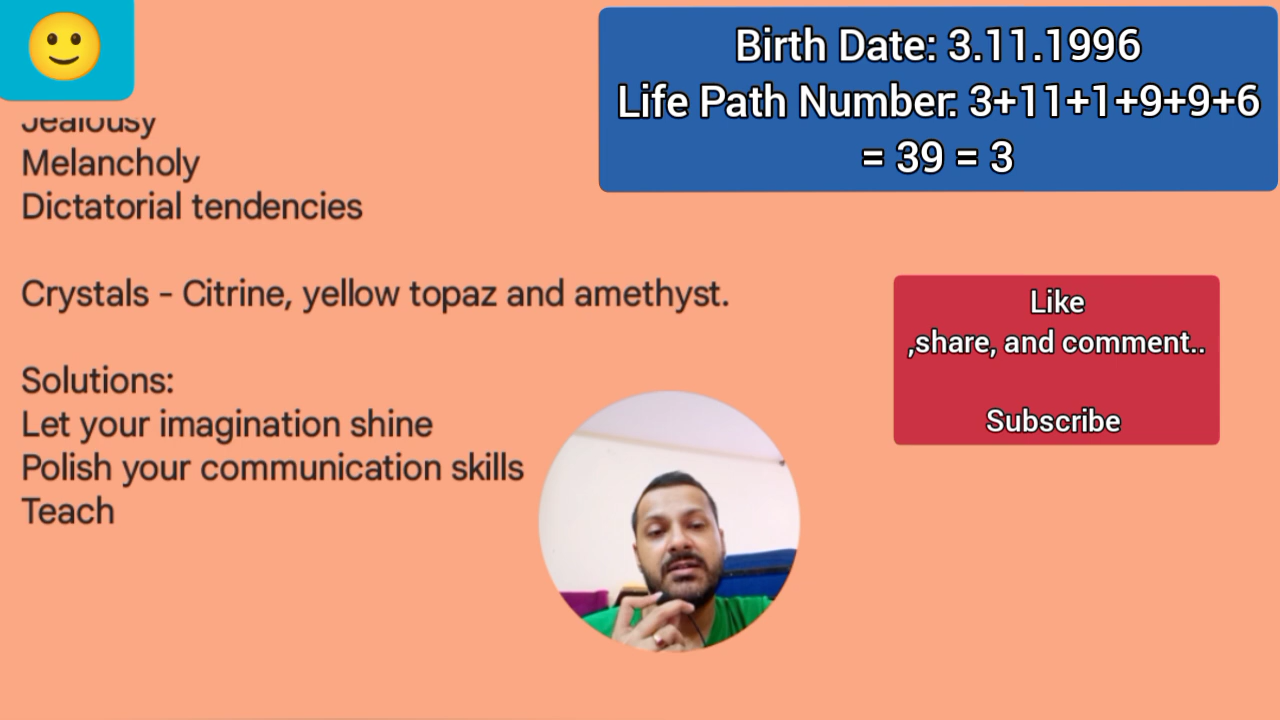 Jealousy
Melancholy
Dictatorial tendencies
Crystals - Citrine, yellow topaz and amethyst.
Solutions:
Let your imagination shine
Polish your communication skills
Teach
Birth Date: 3.11.1996
Life Path Number: 3+11+1+9+9+6
= 39 = 3
Like
,share, and comment..
Subscribe